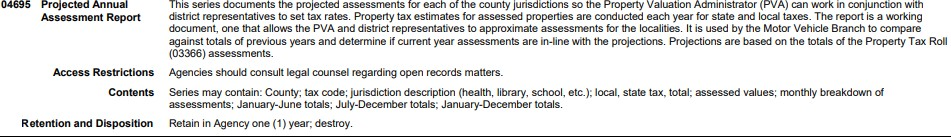 04695 Projected Annual Assessment Report
This series documents the projected assessments for each of the county jurisdictions so the Property Valuation Administrator (PVA) can work in conjunction with
district representatives to set tax rates. Property tax estimates for assessed properties are conducted each year for state and local taxes. The report is a working
document, one that allows the PVA and district representatives to approximate assessments for the localities. It is used by the Motor Vehicle Branch to compare
against totals of previous years and determine if current year assessments are in-line with the projections. Projections are based on the totals of the Property Tax Roll
(03366) assessments.
Access Restrictions Agencies should consult legal counsel regarding open records matters.
Contents Series may contain: County; tax code; jurisdiction description (health, library, school, etc.); local, state tax, total; assessed values; monthly breakdown of
assessments; January-June totals; July-December totals; January-December totals.
Retention and Disposition Retain in Agency one (1) year; destroy.